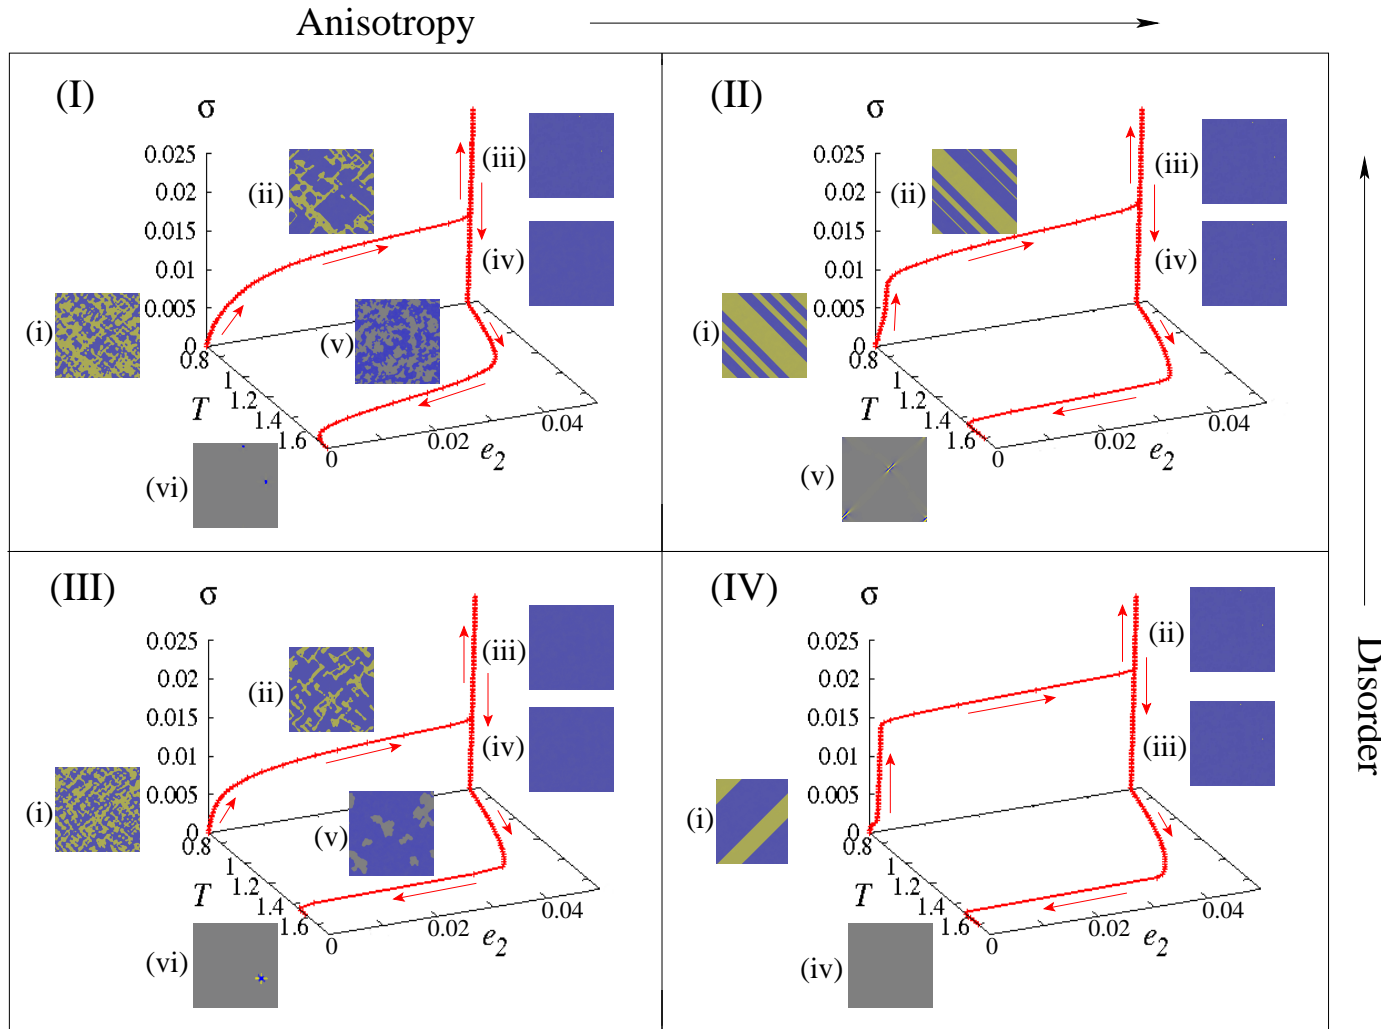 Anisotropy
(I)
σ
0.025
0.02
0.015
0.01
0.005
0
0.8
1
1.2
1.4
1.6
T
0
0.02
0.04
e2
(i)
(ii)
(iii)
(iv)
(v)
(vi)
(II)
σ
0.025
0.02
0.015
0.01
0.005
0
0.8
1
1.2
1.4
1.6
T
0
0.02
0.04
e2
(i)
(ii)
(iii)
(iv)
(v)
(III)
σ
0.025
0.02
0.015
0.01
0.005
0
0.8
1
1.2
1.4
1.6
T
0
0.02
0.04
e2
(i)
(ii)
(iii)
(iv)
(v)
(vi)
(IV)
σ
0.025
0.02
0.015
0.01
0.005
0
0.8
1
1.2
1.4
1.6
T
0
0.02
0.04
e2
(i)
(ii)
(iii)
(iv)
Disorder